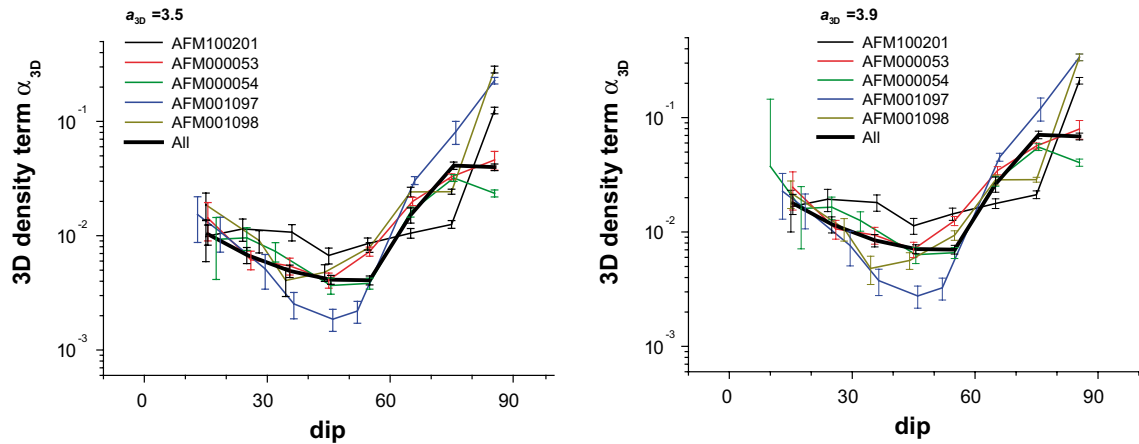 a3D =3.5
AFM100201
AFM000053
AFM000054
AFM001097
AFM001098
All
3D density term α3D
10-1
10-2
10-3
0 30 60 90
dip
a3D =3.9
AFM100201
AFM000053
AFM000054
AFM001097
AFM001098
All
3D density term α3D
10-1
10-2
10-3
0 30 60 90
dip